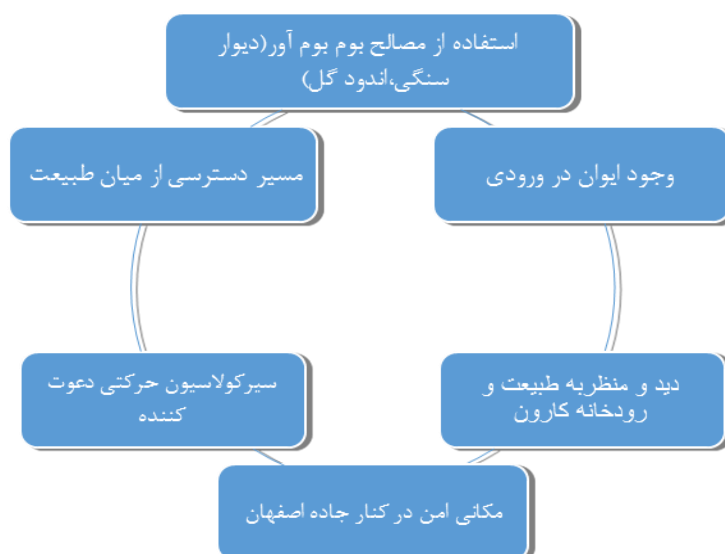 استفاده از مصالح بوم بوم آور(دیوار
سنگی،اندود گل)
وجود ایوان در ورودی
دید و منظربه طبیعت و
رودخانه کارون
مکانی امن در کنار جاده اصفهان
سیرکولاسیون حرکتی دعوت
کننده
مسیر دسترسی از میان طبیعت